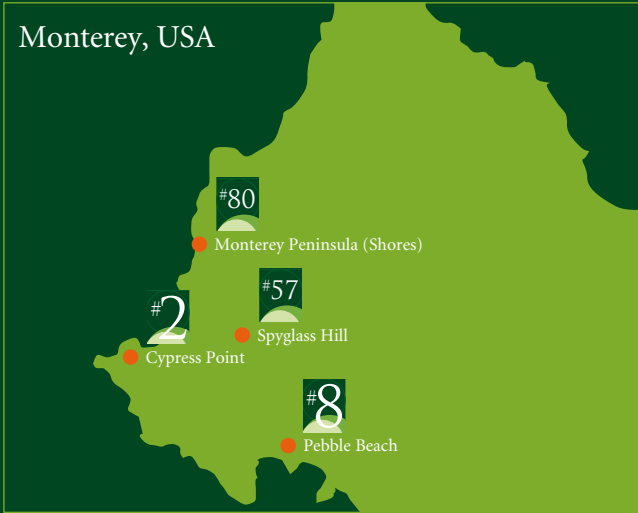 Monterey, USA
#80
Monterey Peninsula (Shores)
#57
Spyglass Hill
#2
Cypress Point
#8
Pebble Beach